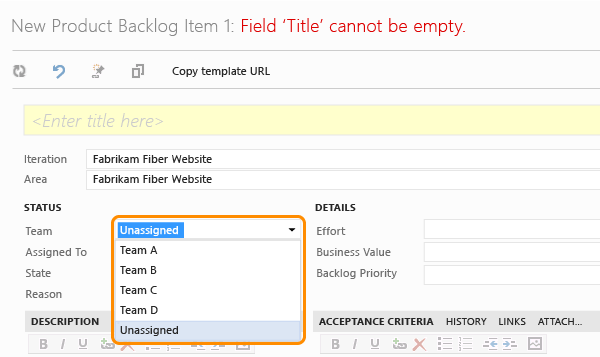 New Product Backlog Item 1: Field ‘Title’ cannot be empty.
Copy template URL
<Enter title here>
Iteration Fabrikam Fiber Website
Area Fabrikam Fiber Website
STATUS DETAILS
Team Unassigned Effort
Team A
Assigned To Business Value
Team B
State Backlog Priority
Team C
Reason
Team D
Unassigned
DESCRIPTION ACCEPTANCE CRITERIA HISTORY LINKS ATTACH...
B I U B I U